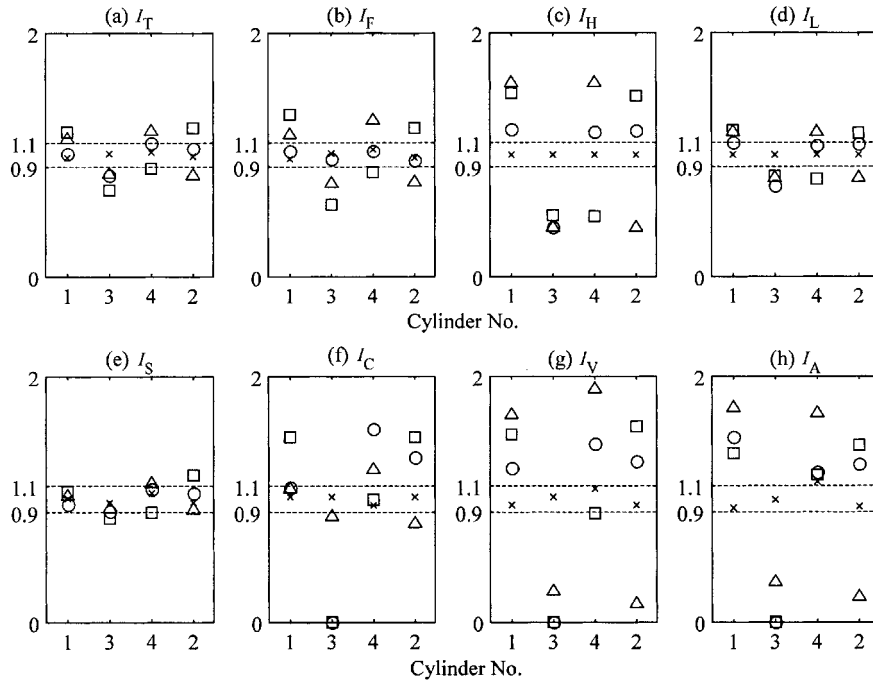 (a) I_T (b) I_F (c) I_H (d) I_L
2 2 2 2
1.1 1.1 1.1 1.1
0.9 0.9 0.9 0.9
0 0 0 0
1 3 4 2 1 3 4 2 1 3 4 2 1 3 4 2
Cylinder No.
(e) I_S (f) I_C (g) I_V (h) I_A
2 2 2 2
1.1 1.1 1.1 1.1
0.9 0.9 0.9 0.9
0 0 0 0
1 3 4 2 1 3 4 2 1 3 4 2 1 3 4 2
Cylinder No.